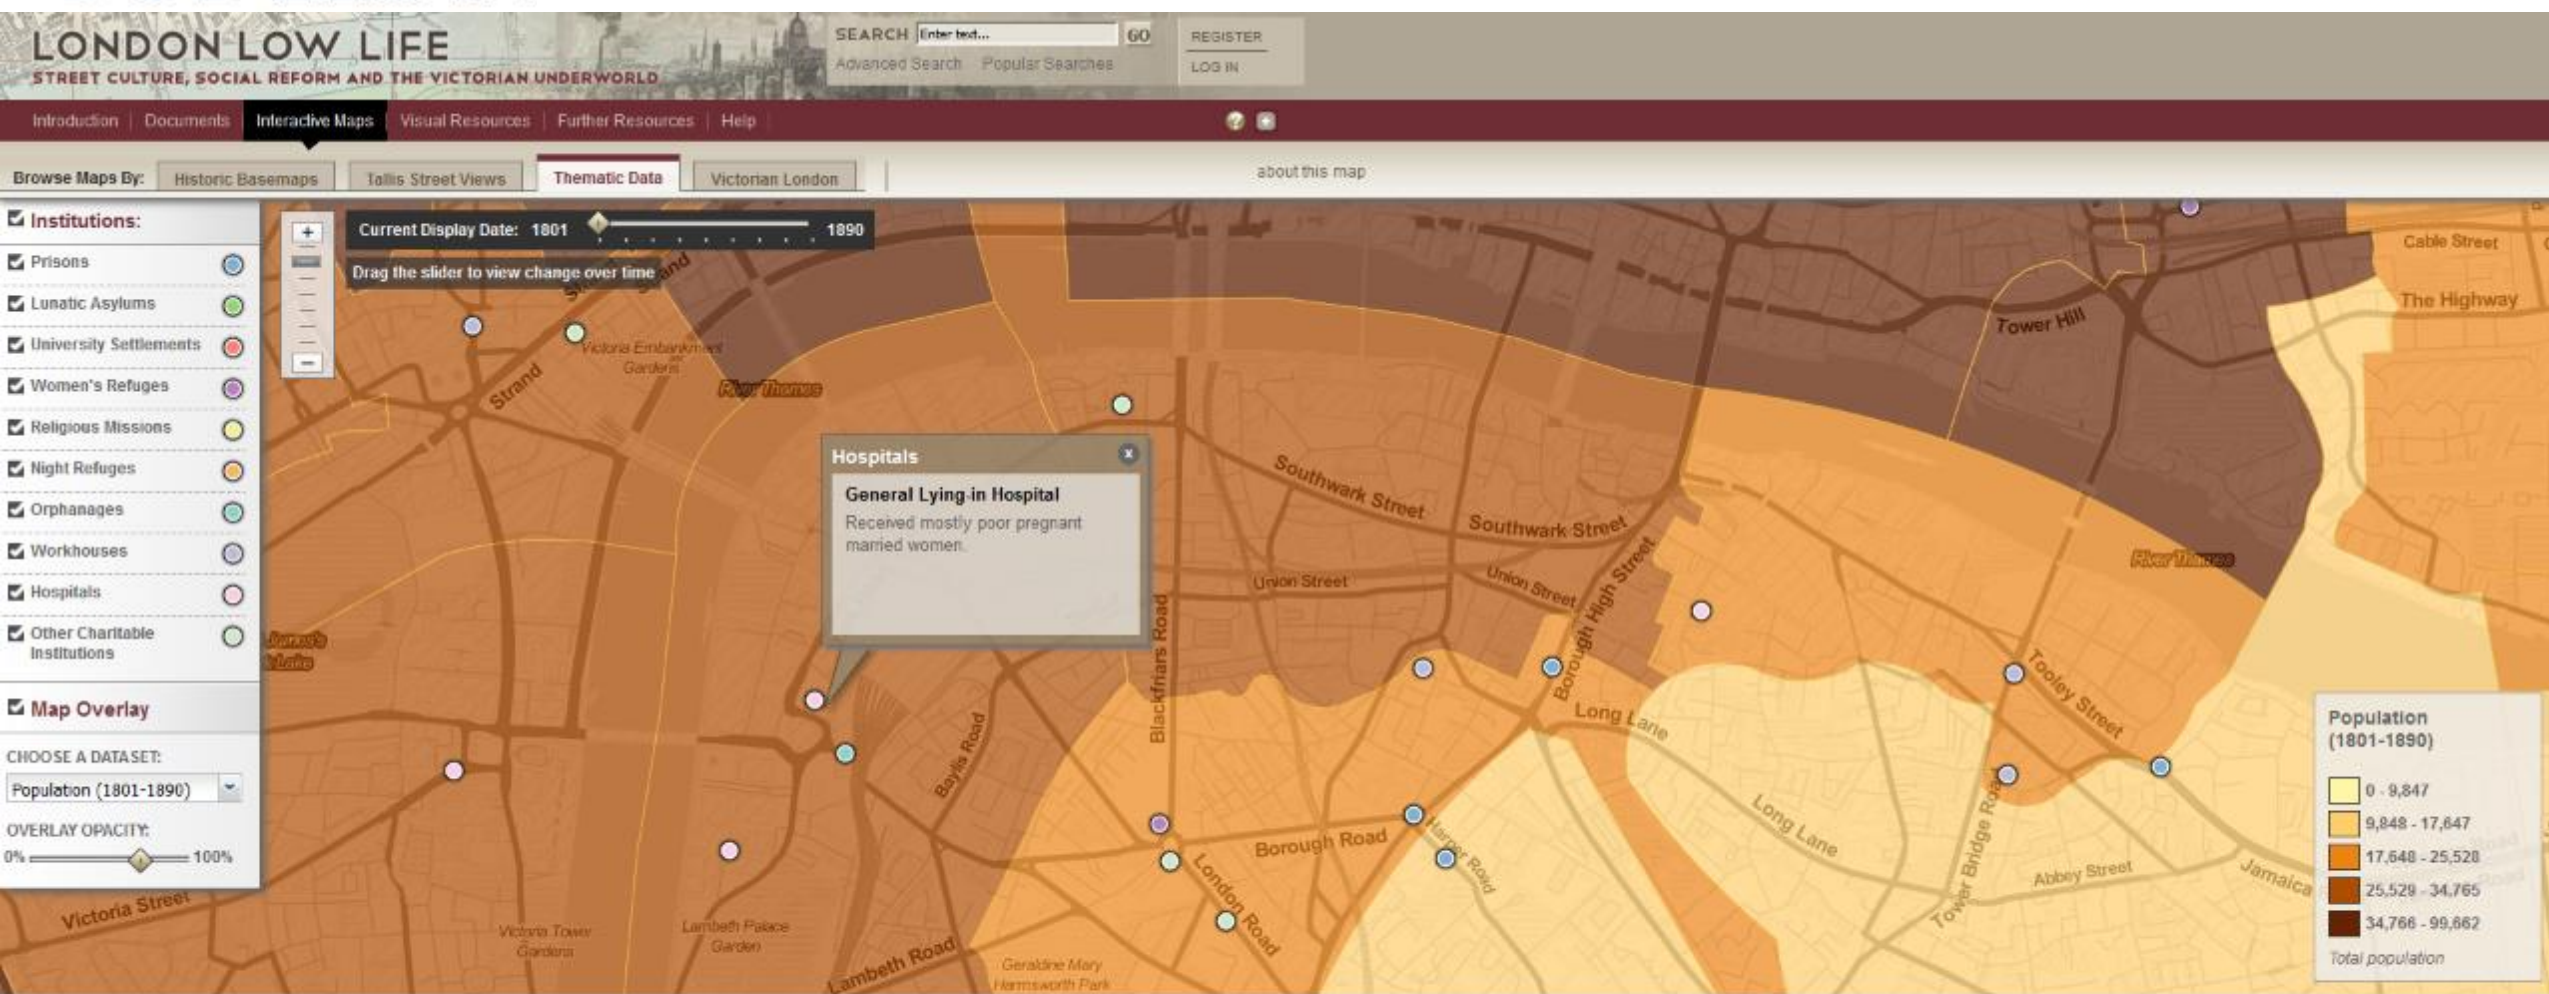 LONDON LOW LIFE
STREET CULTURE, SOCIAL REFORM AND THE VICTORIAN UNDERWORLD
SEARCH Enter text... GO
Advanced Search Popular Searches
REGISTER
LOG IN
Introduction Documents Interactive Maps Visual Resources Further Resources Help
Browse Maps By: Historic Basemaps Tallis Street Views Thematic Data Victorian London
about this map
Institutions:
Prisons
Lunatic Asylums
University Settlements
Women's Refuges
Religious Missions
Night Refuges
Orphanages
Workhouses
Hospitals
Other Charitable
Institutions
Map Overlay
CHOOSE A DATASET:
Population (1801-1890)
OVERLAY OPACITY:
0% 100%
+
-
Current Display Date: 1801 1890
Drag the slider to view change over time
Strand
Victoria Embankment
Gardens
River Thames
Strand
Hospitals x
General Lying-in Hospital
Received mostly poor pregnant
married women.
Southwark Street
Southwark Street
Union Street
Union Street
Borough High Street
Blackfriars Road
Baylis Road
Long Lane
Long Lane
Borough Road
Harper Road
London Road
Lambeth Road
Lambeth Palace
Garden
Victoria Tower
Gardens
Victoria Street
Geraldine Mary
Harmsworth Park
Tower Hill
Cable Street
The Highway
River Thames
Tooley Street
Tower Bridge Road
Abbey Street
Jamaica
Population
(1801-1890)
0 - 9,847
9,848 - 17,647
17,648 - 25,528
25,529 - 34,765
34,766 - 99,662
Total population